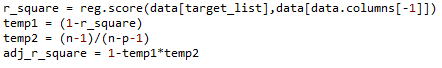 r_square = reg.score(data[target_list],data[data.columns[-1]])
temp1 = (1-r_square)
temp2 = (n-1)/(n-p-1)
adj_r_square = 1-temp1*temp2